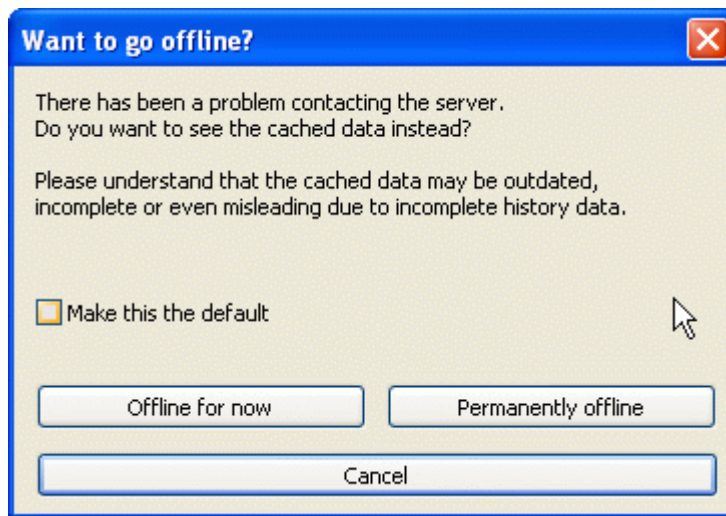 Want to go offline?
There has been a problem contacting the server.
Do you want to see the cached data instead?
Please understand that the cached data may be outdated,
incomplete or even misleading due to incomplete history data.
Make this the default
Offline for now
Permanently offline
Cancel